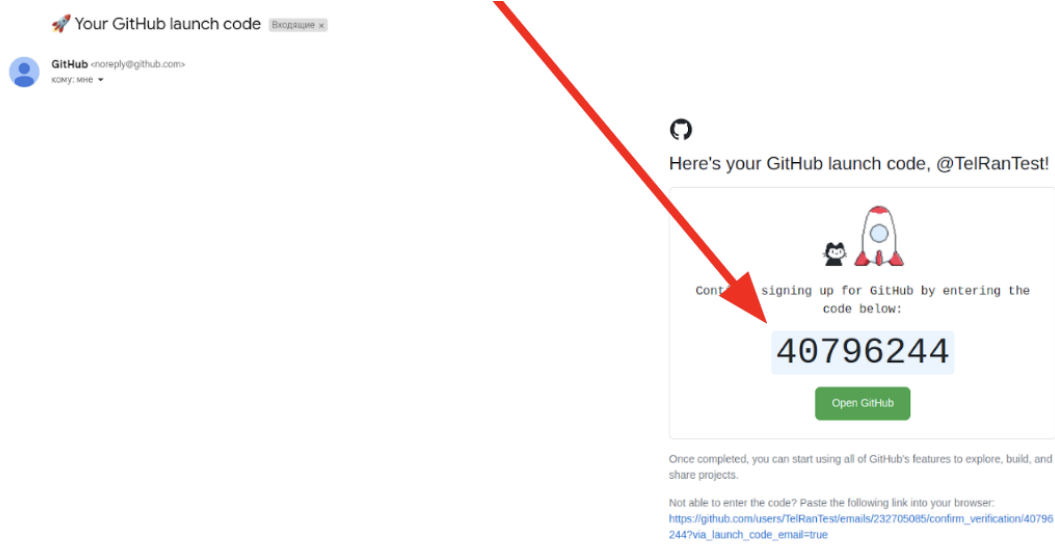 🚀 Your GitHub launch code Входящие ×
GitHub <noreply@github.com>
кому: мне
Here's your GitHub launch code, @TelRanTest!
signing up for GitHub by entering the
code below:
40796244
Open GitHub
Once completed, you can start using all of GitHub's features to explore, build, and
share projects.
Not able to enter the code? Paste the following link into your browser:
https://github.com/users/TelRanTest/emails/232705085/confirm_verification/40796
244?via_launch_code_email=true